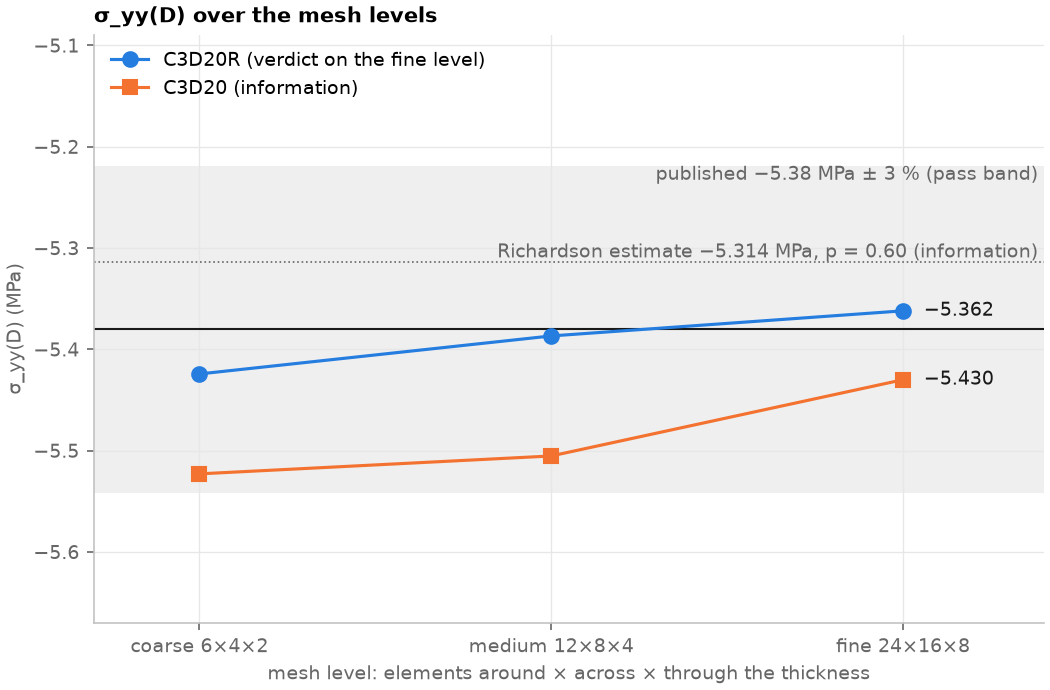 σ_yy(D) over the mesh levels
C3D20R (verdict on the fine level)
C3D20 (information)
published −5.38 MPa ± 3 % (pass band)
Richardson estimate −5.314 MPa, p = 0.60 (information)
−5.362
−5.430
σ_yy(D) (MPa)
−5.1
−5.2
−5.3
−5.4
−5.5
−5.6
coarse 6×4×2
medium 12×8×4
fine 24×16×8
mesh level: elements around × across × through the thickness